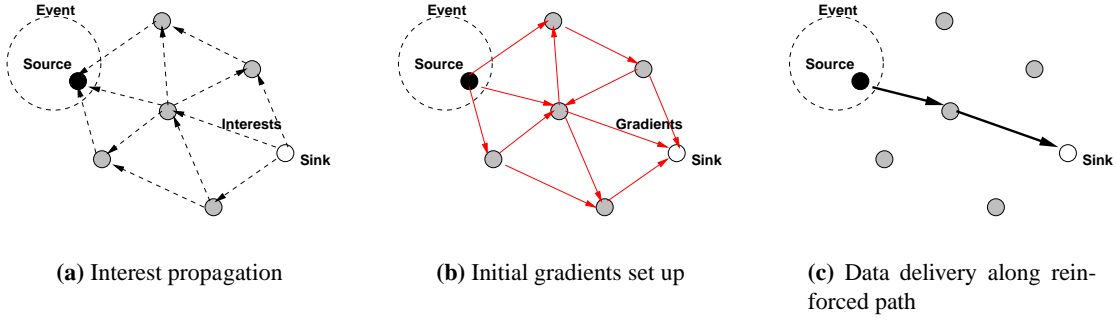 Event
Source
Interests
Sink
(a) Interest propagation
Event
Source
Gradients
Sink
(b) Initial gradients set up
Event
Source
Sink
(c) Data delivery along rein-
forced path